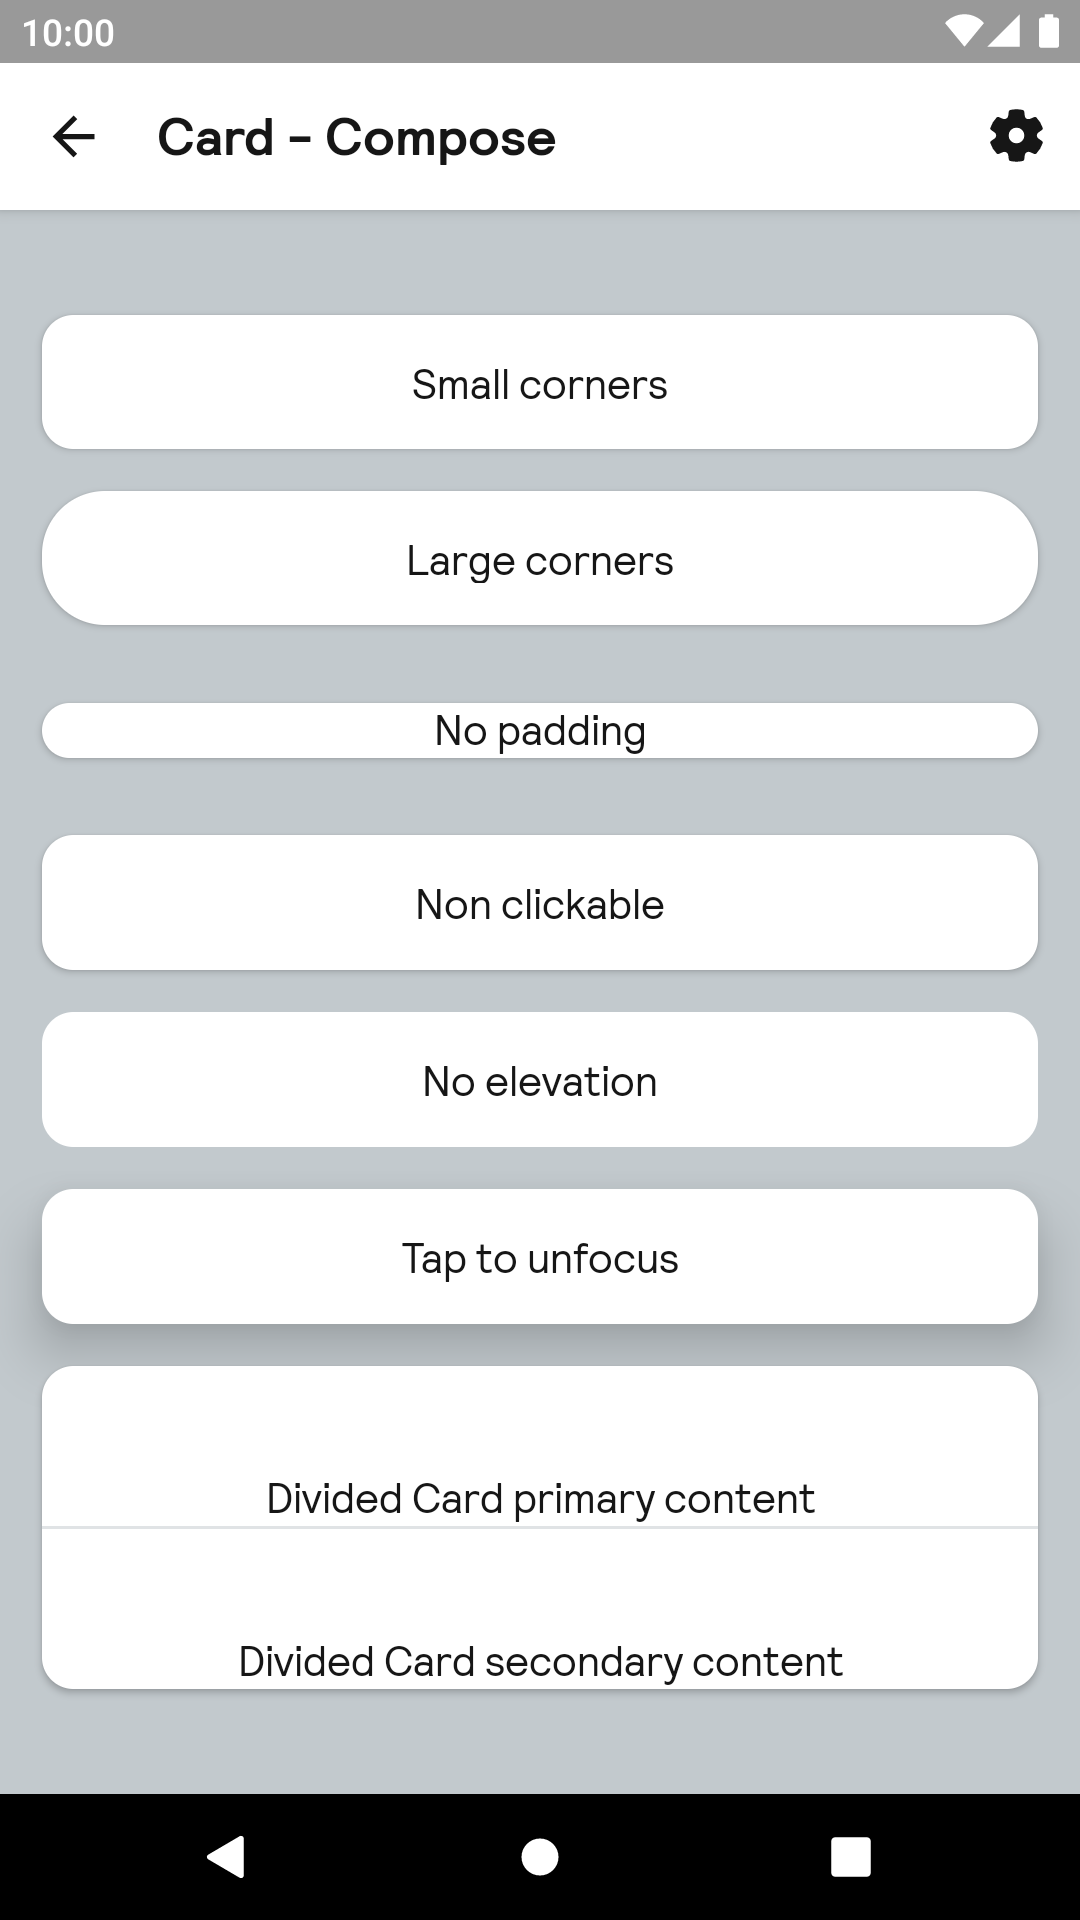 10:00
Card - Compose
Small corners
Large corners
No padding
Non clickable
No elevation
Tap to unfocus
Divided Card primary content
Divided Card secondary content